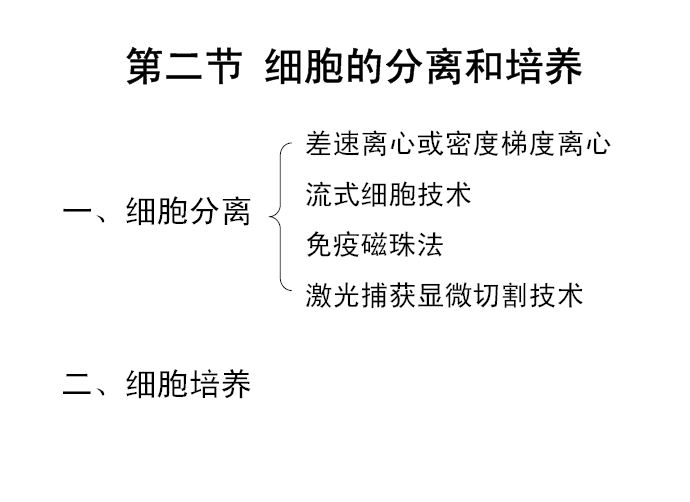 第二节 细胞的分离和培养
一、细胞分离
差速离心或密度梯度离心
流式细胞技术
免疫磁珠法
激光捕获显微切割技术
二、细胞培养